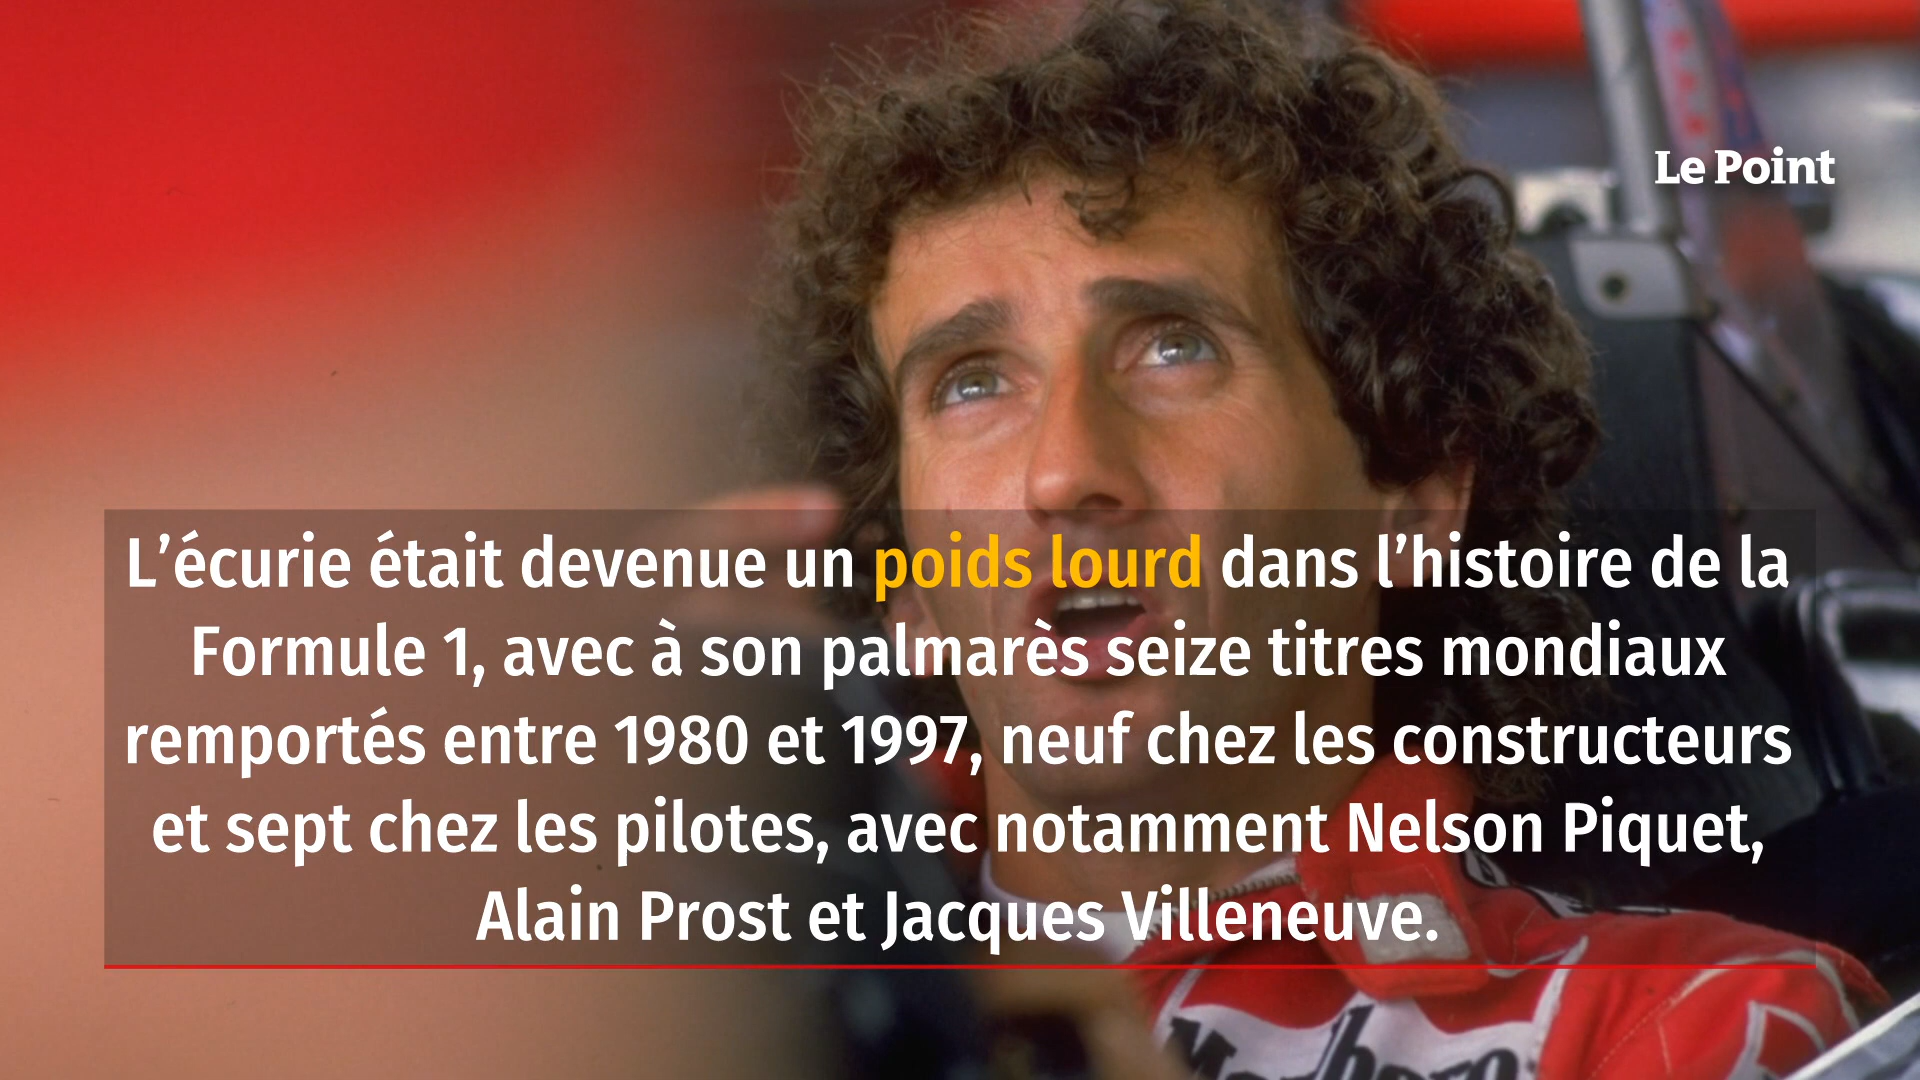 Le Point
L’écurie était devenue un poids lourd dans l’histoire de la
Formule 1, avec à son palmarès seize titres mondiaux
remportés entre 1980 et 1997, neuf chez les constructeurs
et sept chez les pilotes, avec notamment Nelson Piquet,
Alain Prost et Jacques Villeneuve.
Marlboro